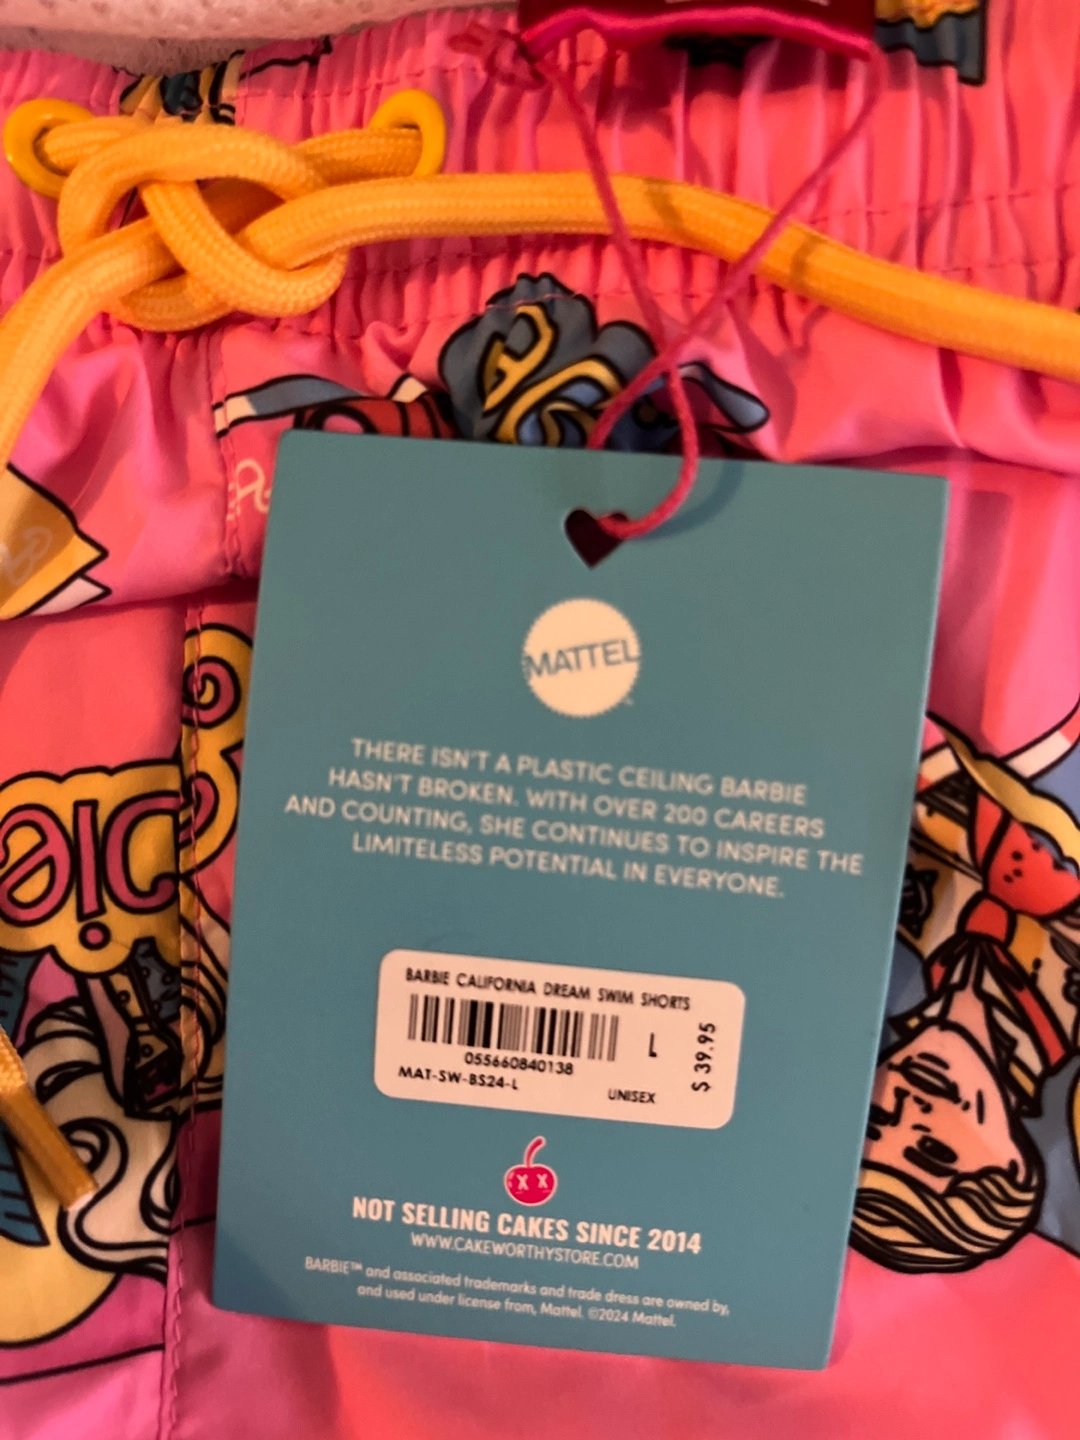 MATTEL
THERE ISN'T A PLASTIC CEILING BARBIE
HASN'T BROKEN. WITH OVER 200 CAREERS
AND COUNTING, SHE CONTINUES TO INSPIRE THE
LIMITELESS POTENTIAL IN EVERYONE.
BARBIE CALIFORNIA DREAM SWIM SHORTS
L
$ 39.95
055660840138
MAT-SW-BS24-L
UNISEX
X X
NOT SELLING CAKES SINCE 2014
WWW.CAKEWORTHYSTORE.COM
BARBIE™ and associated trademarks and trade dress are owned by,
and used under license from, Mattel. ©2024 Mattel.